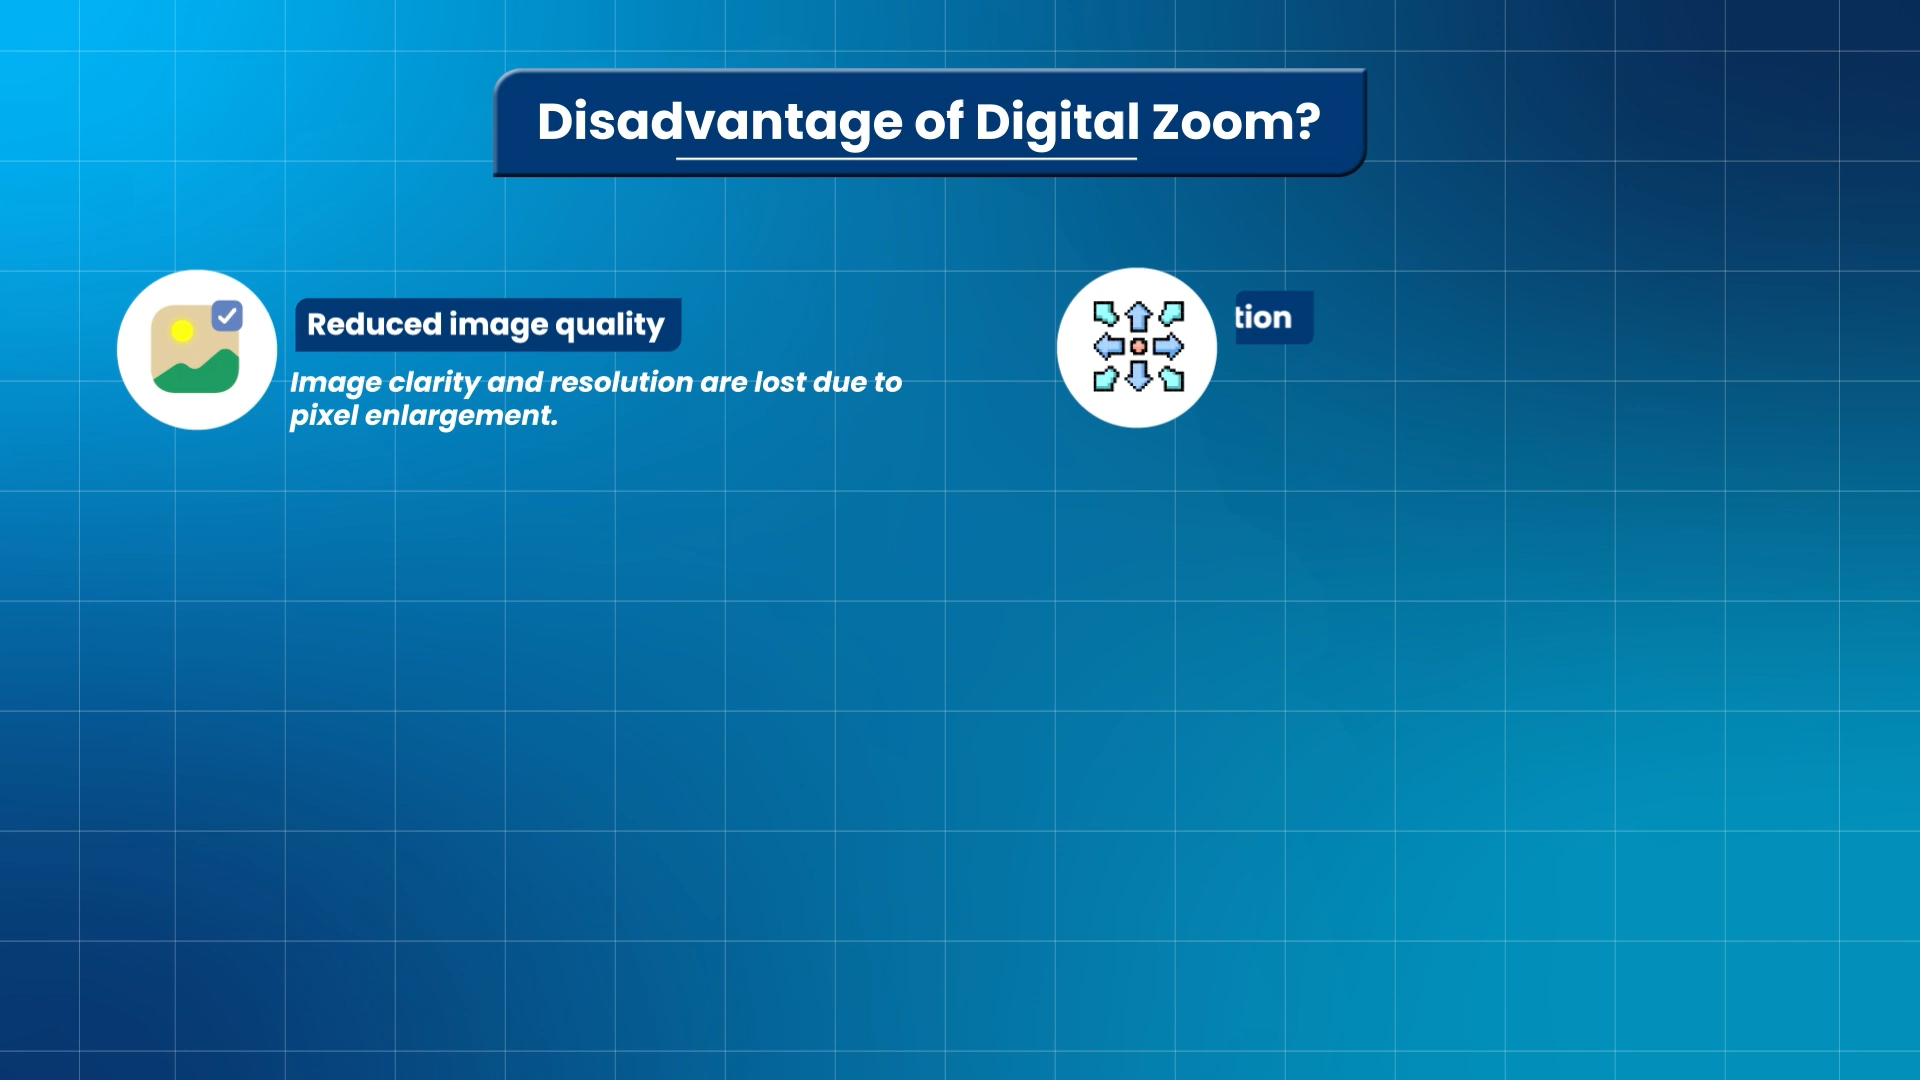 Disadvantage of Digital Zoom?
Reduced image quality
Image clarity and resolution are lost due to
pixel enlargement.
tion